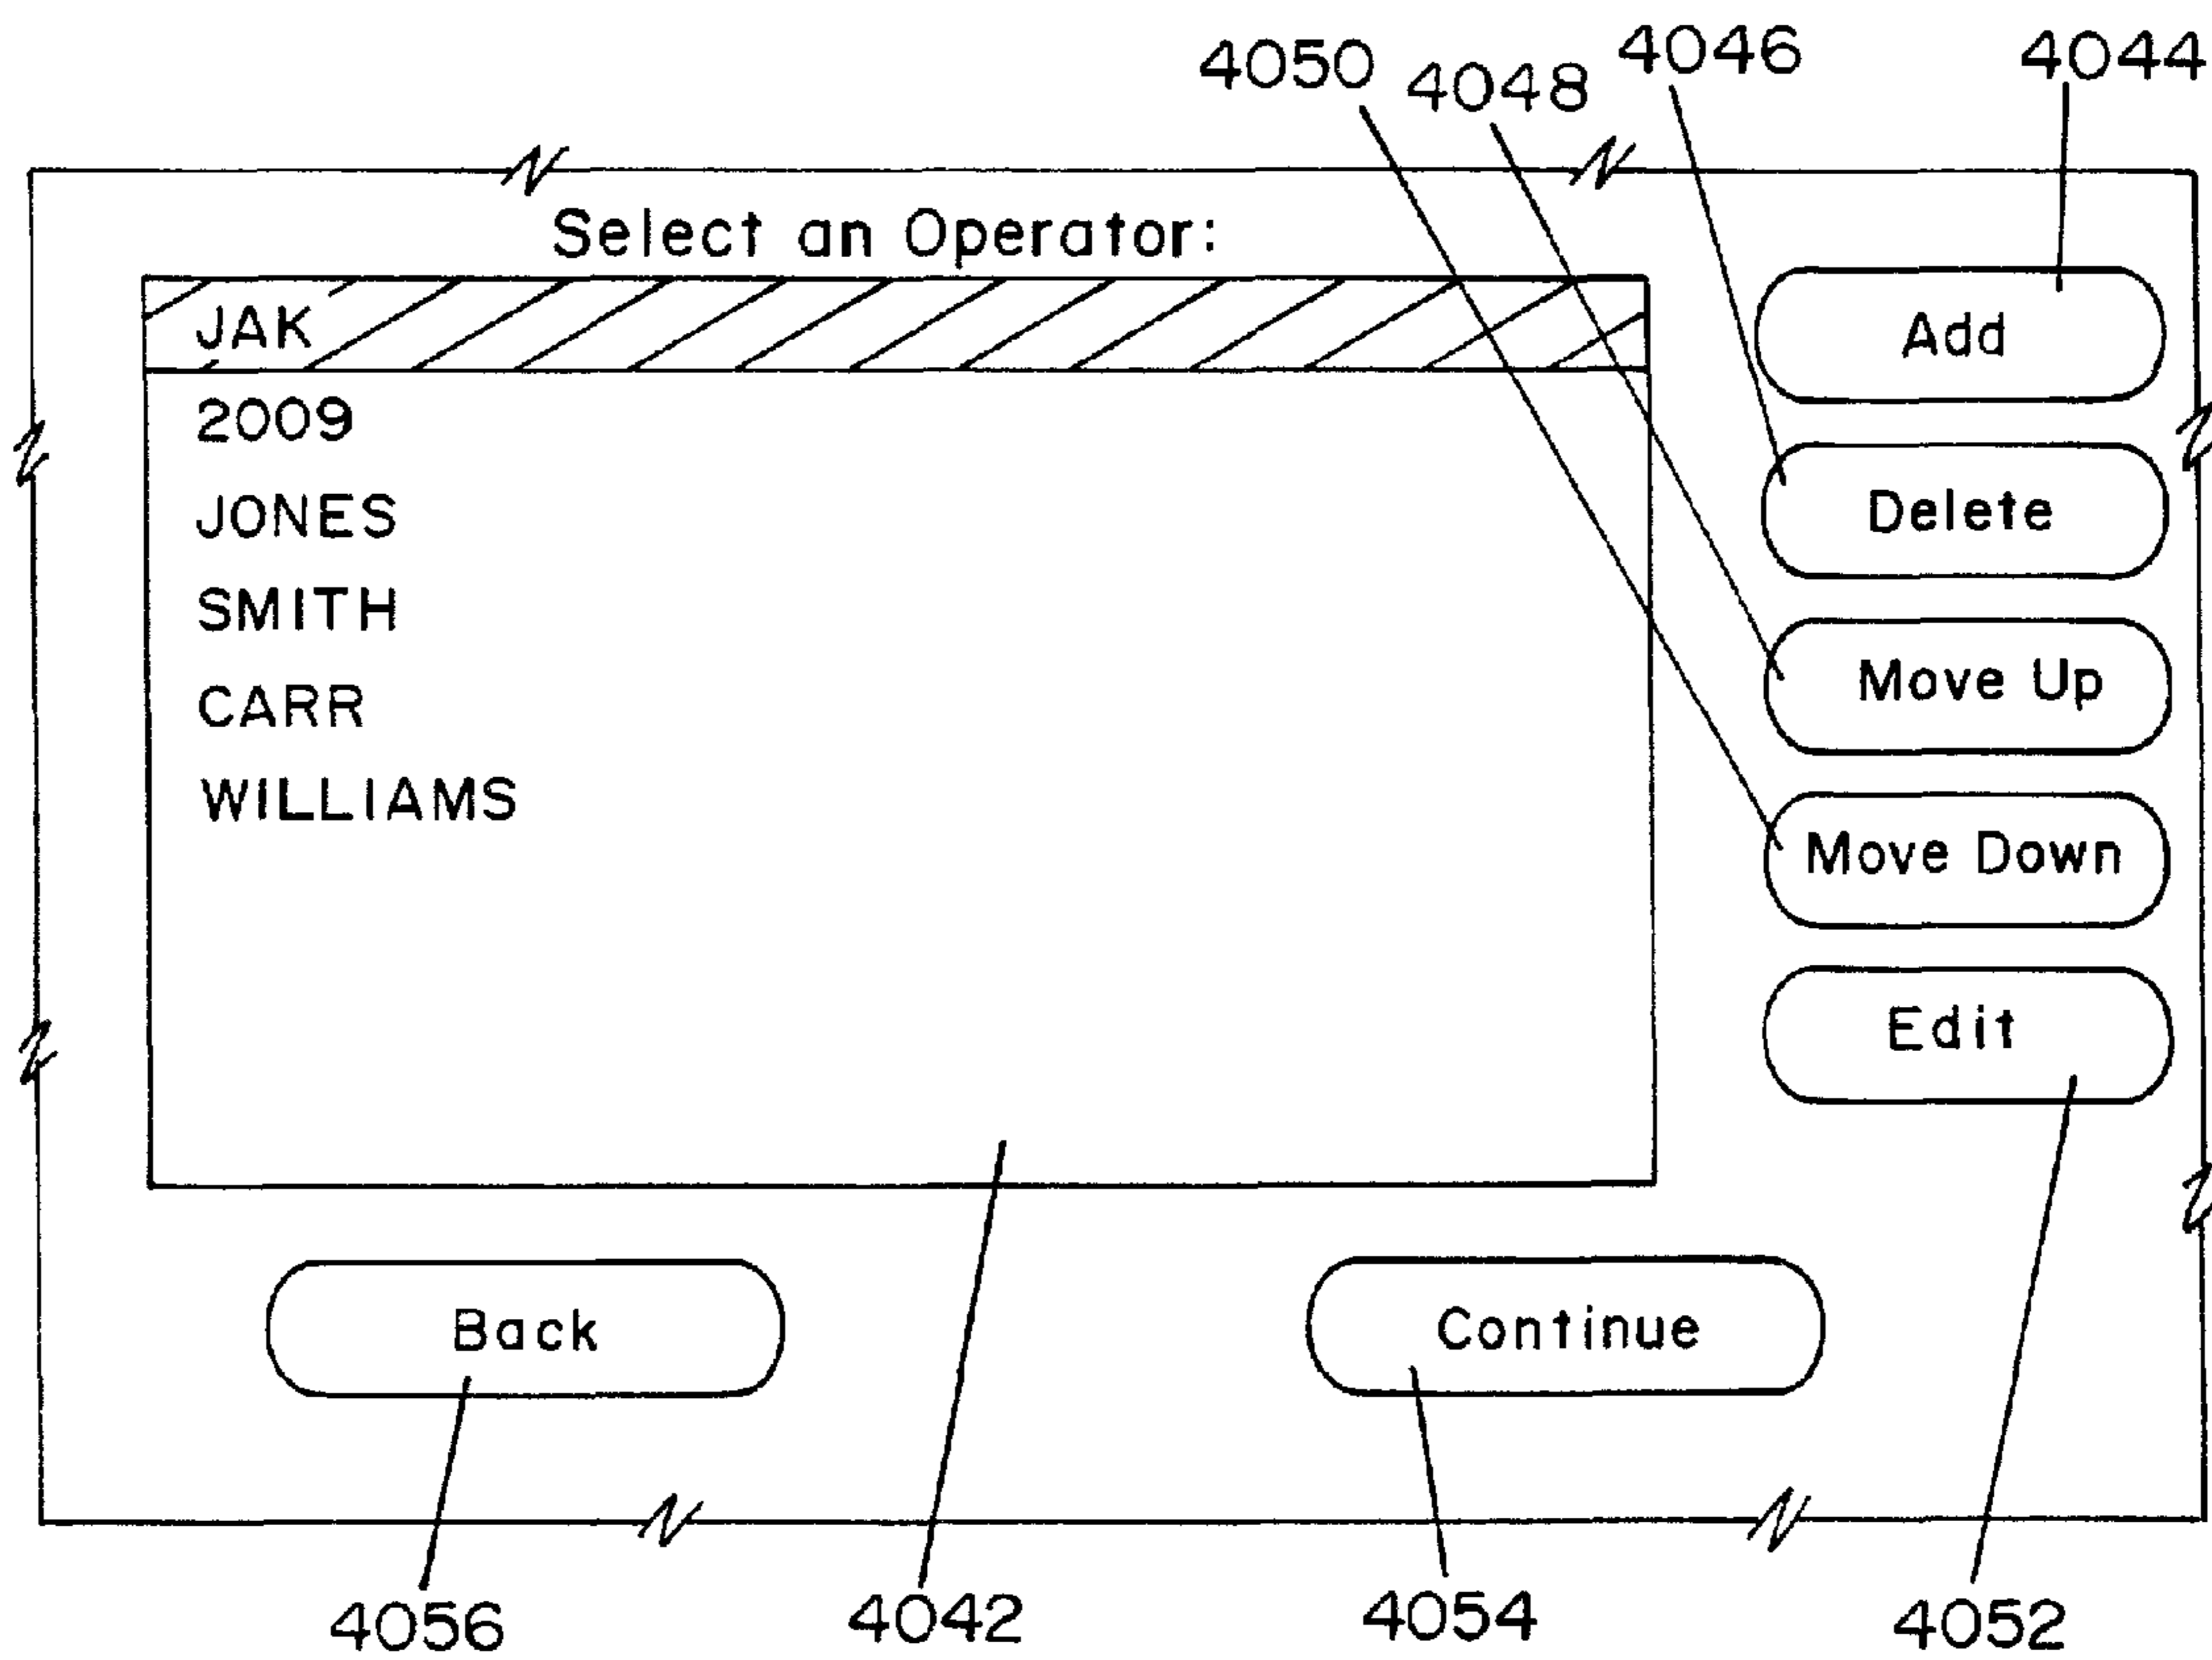 4050 4048 4046 4044
Select an Operator:
JAK
2009
JONES
SMITH
CARR
WILLIAMS
Add
Delete
Move Up
Move Down
Edit
Back Continue
4056 4042 4054 4052